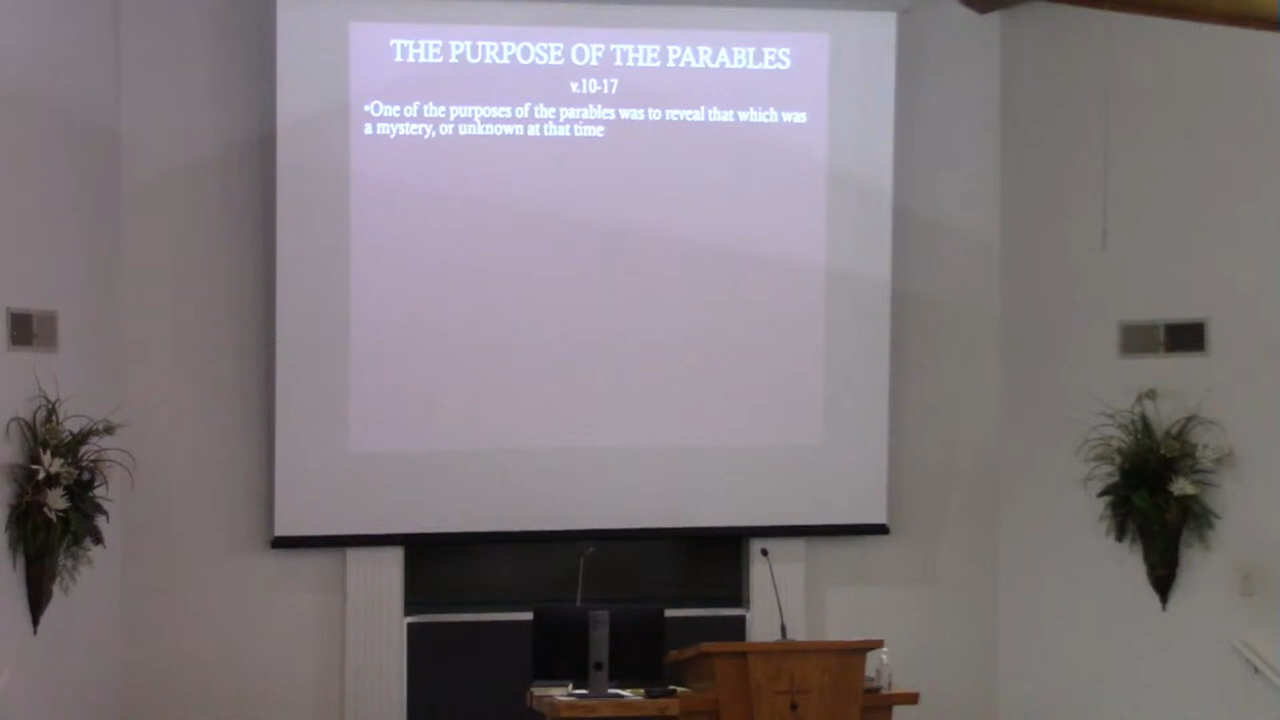 THE PURPOSE OF THE PARABLES
v.10-17
•One of the purposes of the parables was to reveal that which was
a mystery, or unknown at that time